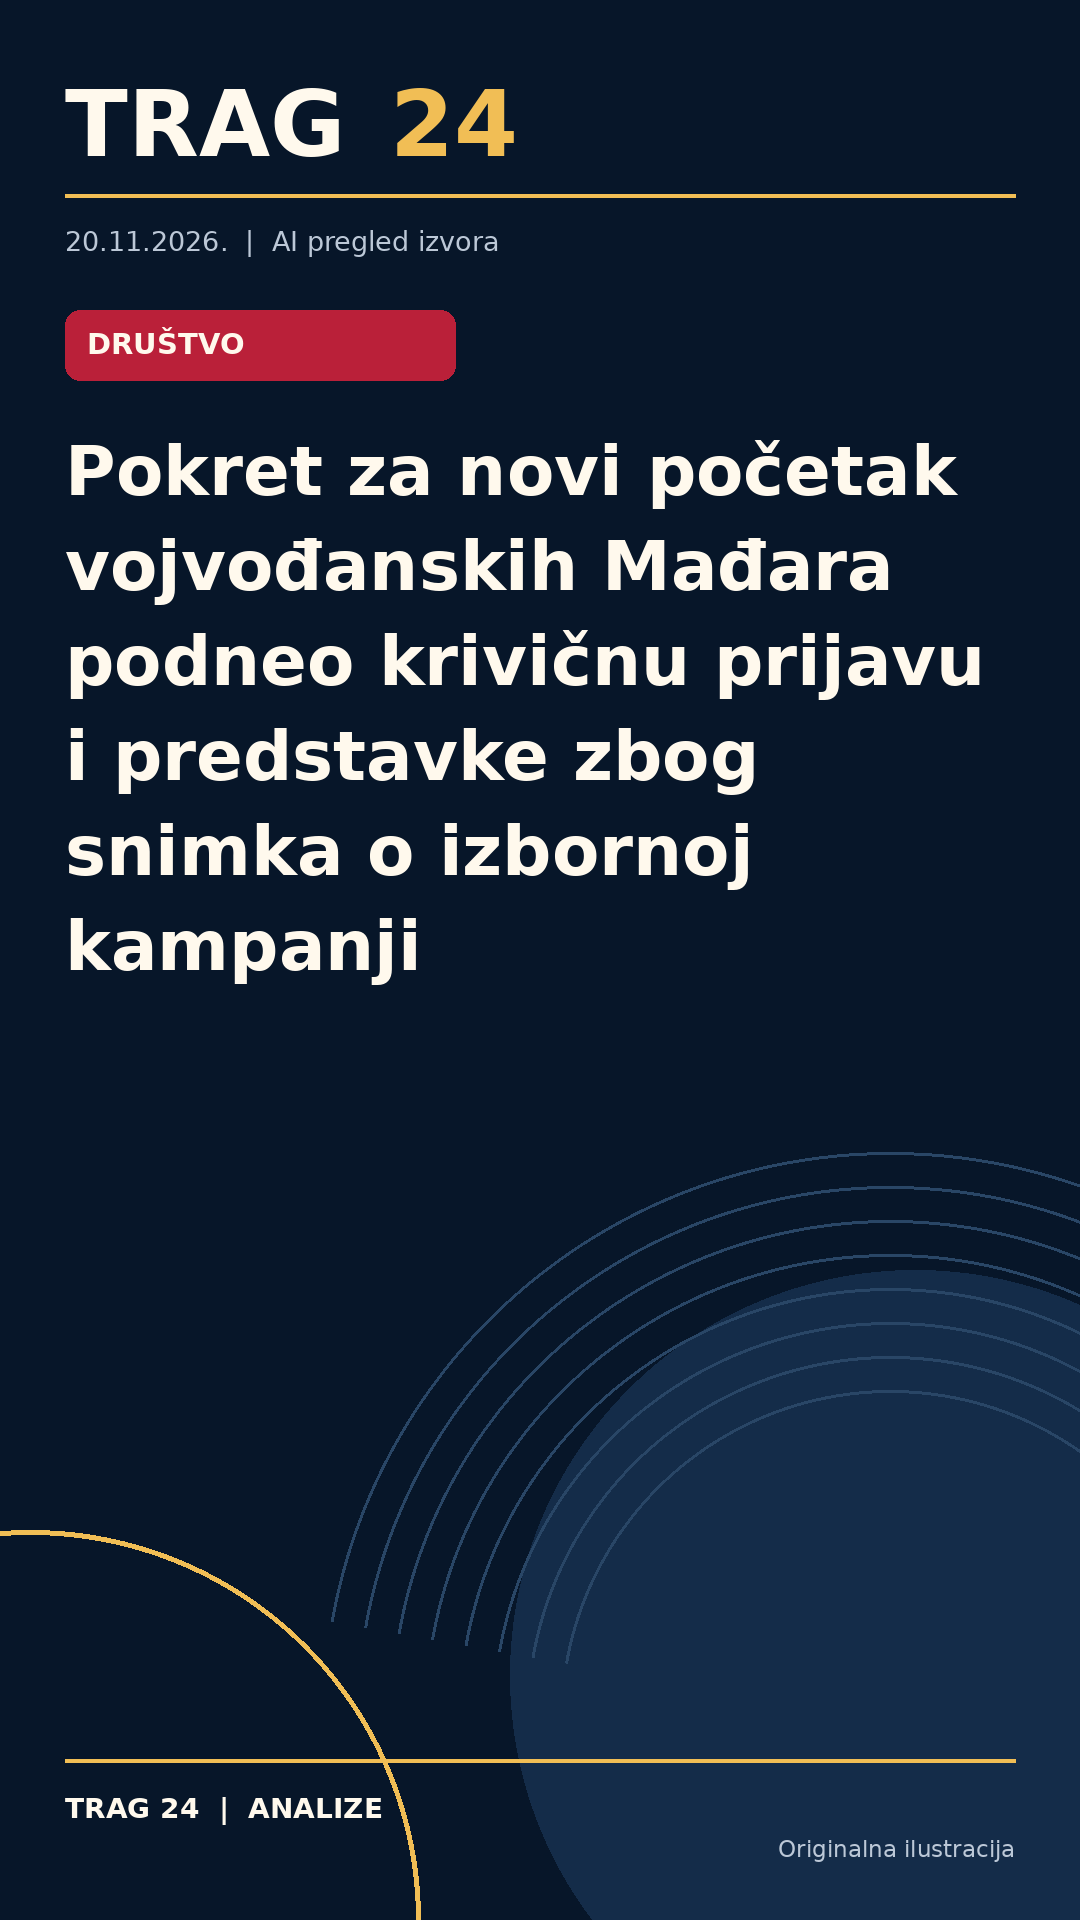 TRAG 24
20.11.2026. | AI pregled izvora
DRUŠTVO
Pokret za novi početak
vojvođanskih Mađara
podneo krivičnu prijavu
i predstavke zbog
snimka o izbornoj
kampanji
TRAG 24 | ANALIZE
Originalna ilustracija